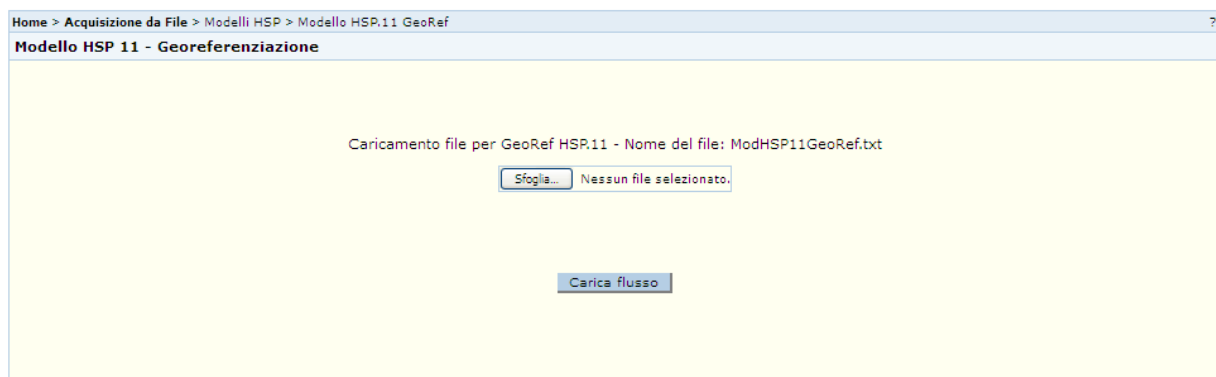 Home > Acquisizione da File > Modelli HSP > Modello HSP.11 GeoRef ?
Modello HSP 11 - Georeferenziazione
Caricamento file per GeoRef HSP.11 - Nome del file: ModHSP11GeoRef.txt
Sfoglia... Nessun file selezionato.
Carica flusso